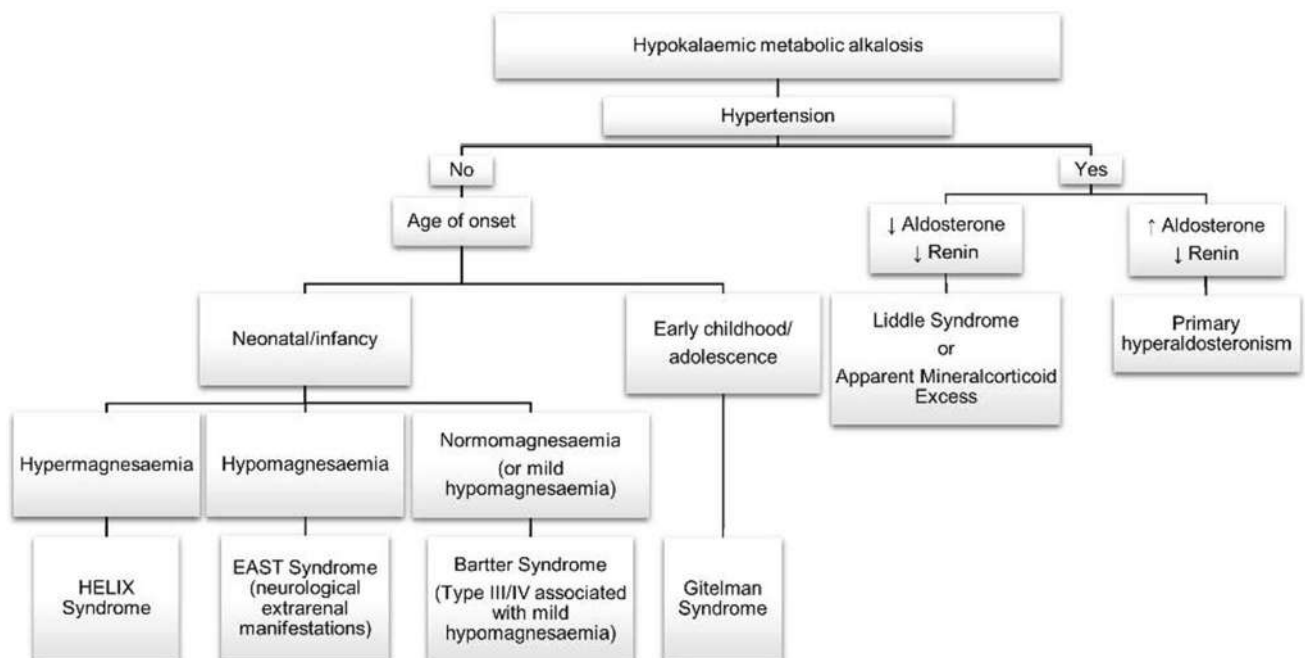 Hypokalaemic metabolic alkalosis
Hypertension
No
Yes
Age of onset
↓ Aldosterone
↓ Renin
↑ Aldosterone
↓ Renin
Neonatal/infancy
Early childhood/
adolescence
Liddle Syndrome
or
Apparent Mineralcorticoid
Excess
Primary
hyperaldosteronism
Hypermagnesaemia
Hypomagnesaemia
Normomagnesaemia
(or mild
hypomagnesaemia)
HELIX
Syndrome
EAST Syndrome
(neurological
extrarenal
manifestations)
Bartter Syndrome
(Type III/IV associated
with mild
hypomagnesaemia)
Gitelman
Syndrome